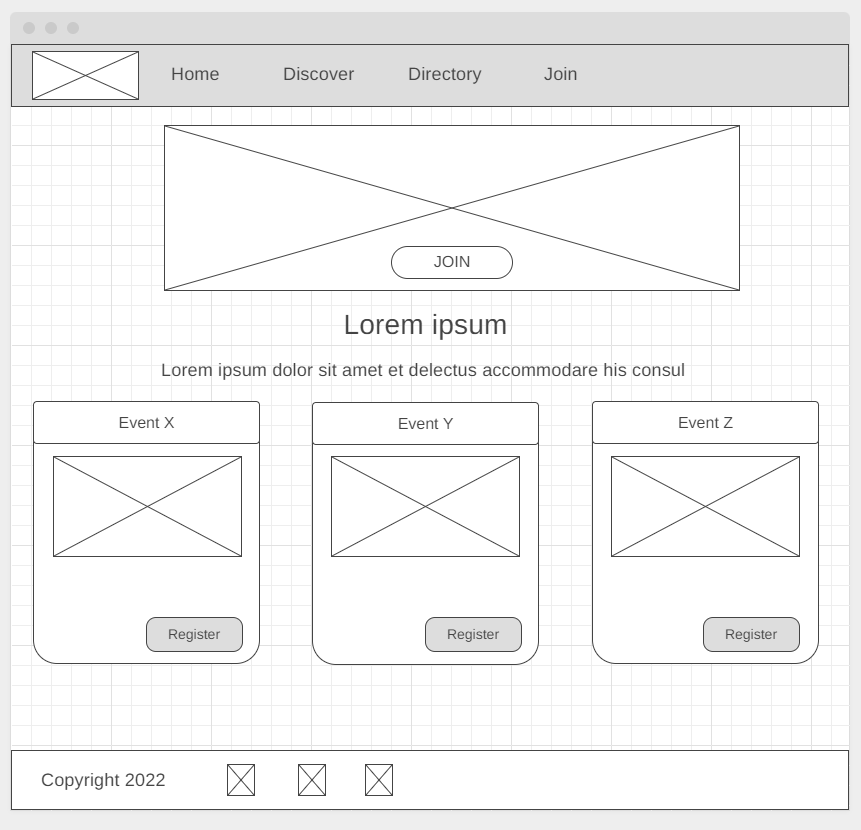 Home Discover Directory Join
JOIN
Lorem ipsum
Lorem ipsum dolor sit amet et delectus accommodare his consul
Event X Event Y Event Z
Register Register Register
Copyright 2022